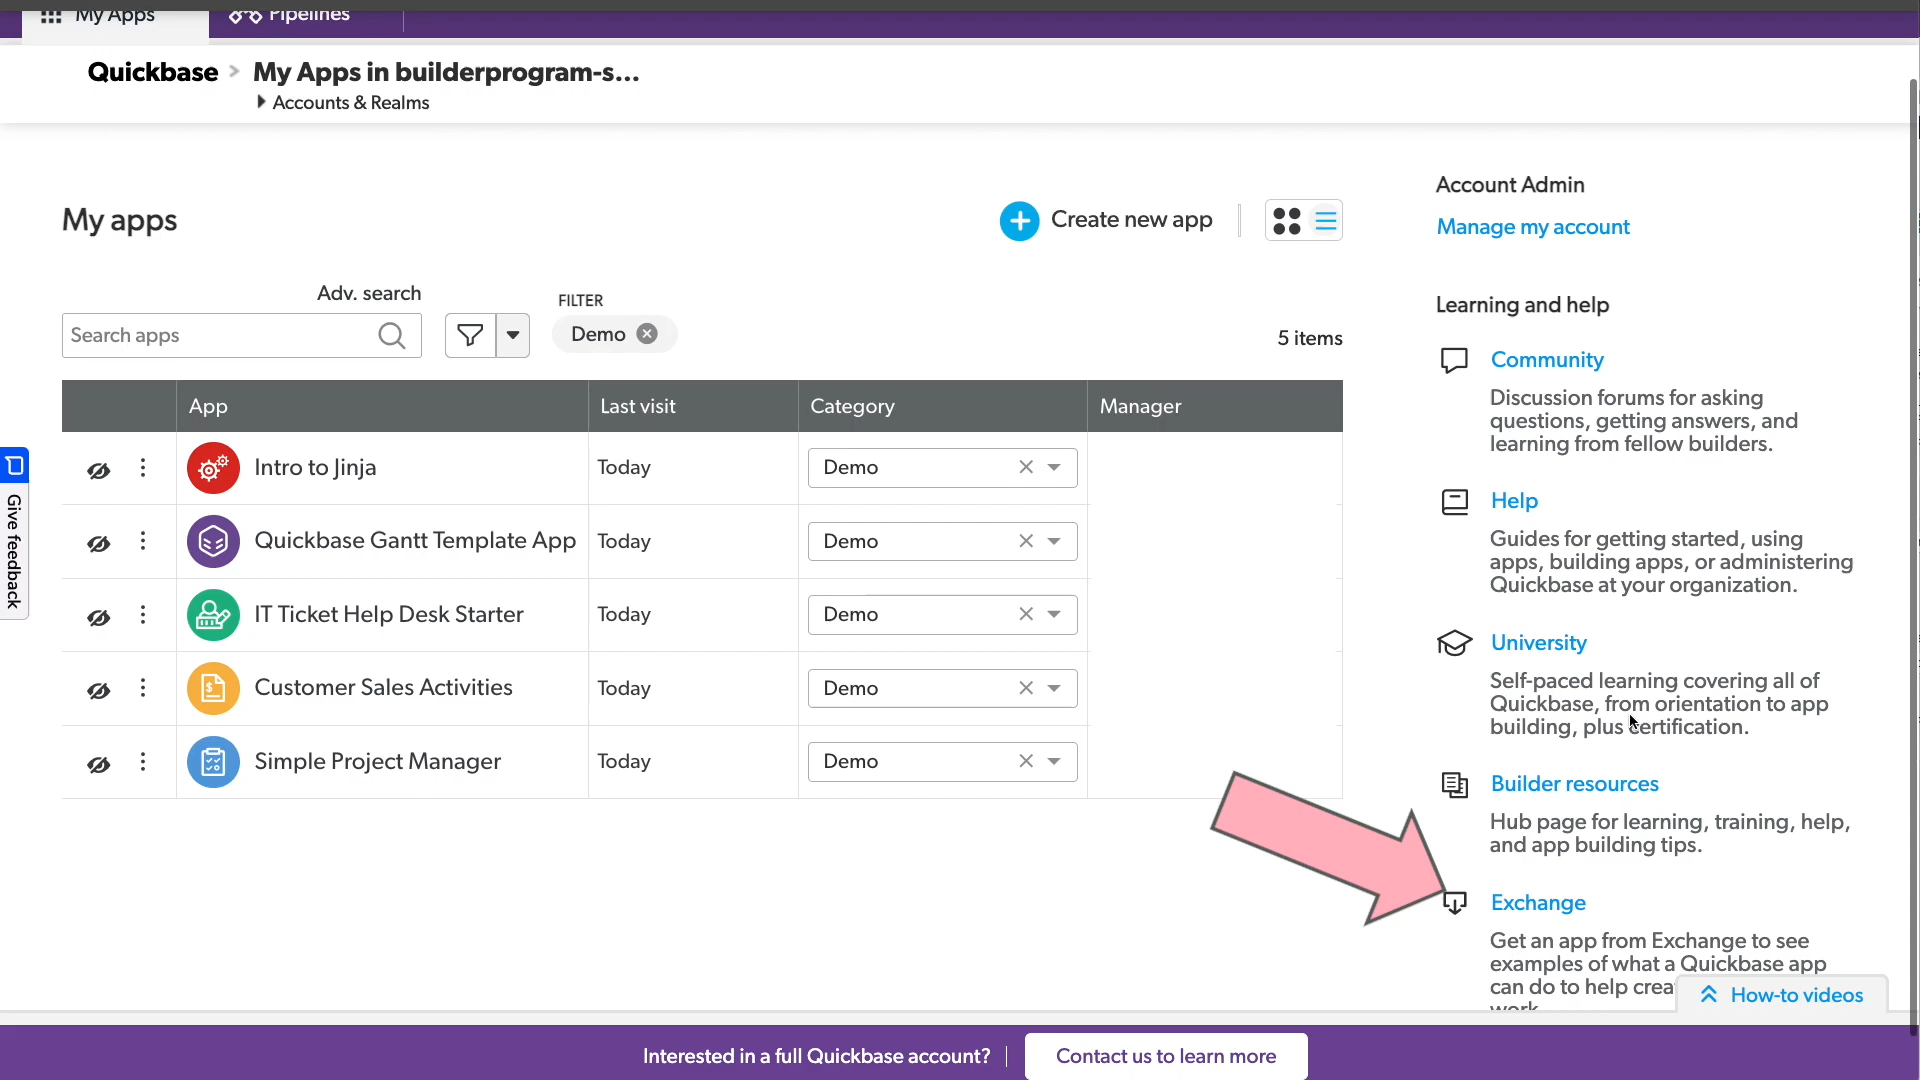 My Apps
Pipelines
Quickbase > My Apps in builderprogram-s...
Accounts & Realms
My apps
Create new app
Adv. search
Search apps
FILTER
Demo
5 items
App Last visit Category Manager
Intro to Jinja Today Demo
Quickbase Gantt Template App Today Demo
IT Ticket Help Desk Starter Today Demo
Customer Sales Activities Today Demo
Simple Project Manager Today Demo
Give feedback
Account Admin
Manage my account
Learning and help
Community
Discussion forums for asking
questions, getting answers, and
learning from fellow builders.
Help
Guides for getting started, using
apps, building apps, or administering
Quickbase at your organization.
University
Self-paced learning covering all of
Quickbase, from orientation to app
building, plus certification.
Builder resources
Hub page for learning, training, help,
and app building tips.
Exchange
Get an app from Exchange to see
examples of what a Quickbase app
can do to help crea
work
How-to videos
Interested in a full Quickbase account?
Contact us to learn more